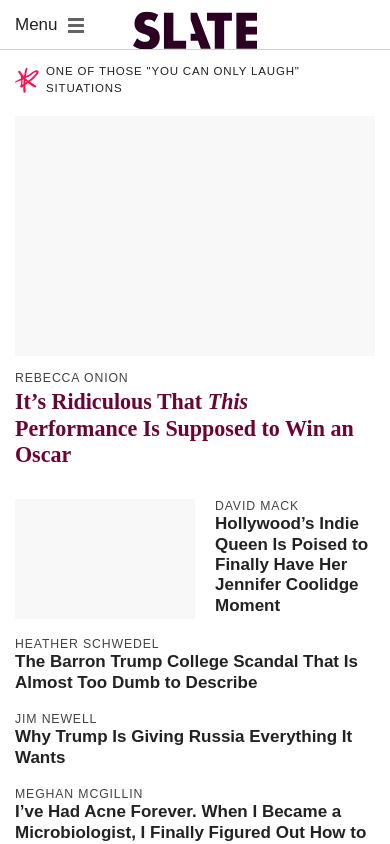 Menu
SLATE
ONE OF THOSE "YOU CAN ONLY LAUGH"
SITUATIONS
REBECCA ONION
It’s Ridiculous That This
Performance Is Supposed to Win an
Oscar
DAVID MACK
Hollywood’s Indie
Queen Is Poised to
Finally Have Her
Jennifer Coolidge
Moment
HEATHER SCHWEDEL
The Barron Trump College Scandal That Is
Almost Too Dumb to Describe
JIM NEWELL
Why Trump Is Giving Russia Everything It
Wants
MEGHAN MCGILLIN
I’ve Had Acne Forever. When I Became a
Microbiologist, I Finally Figured Out How to